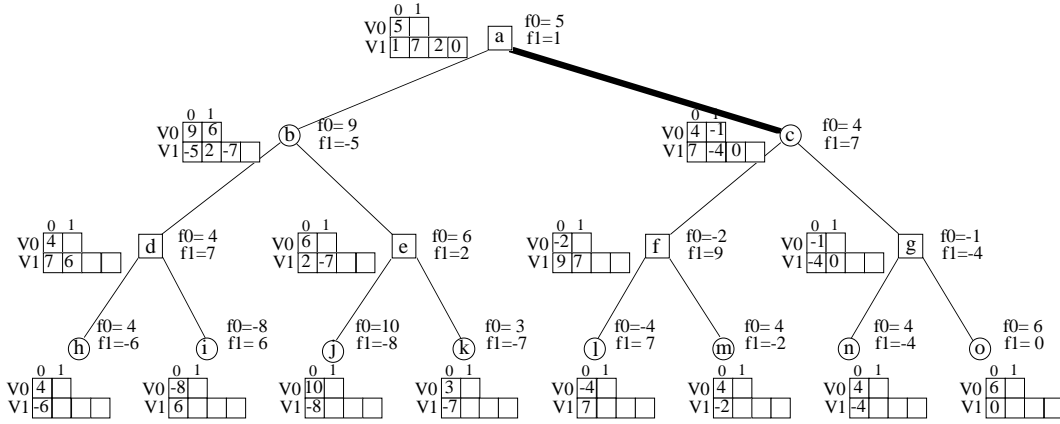 0 1
V0 5
V1 1 7 2 0
a
f0= 5
f1=1
0 1
V0 9 6
V1 -5 2 -7
b
f0= 9
f1=-5
0 1
V0 4 -1
V1 7 -4 0
c
f0= 4
f1=7
0 1
V0 4
V1 7 6
d
f0= 4
f1=7
0 1
V0 6
V1 2 -7
e
f0= 6
f1=2
0 1
V0 -2
V1 9 7
f
f0=-2
f1=9
0 1
V0 -1
V1 -4 0
g
f0=-1
f1=-4
h
f0= 4
f1=-6
0 1
V0 4
V1 -6
i
f0=-8
f1= 6
0 1
V0 -8
V1 6
j
f0=10
f1=-8
0 1
V0 10
V1 -8
k
f0= 3
f1=-7
0 1
V0 3
V1 -7
l
f0=-4
f1= 7
0 1
V0 -4
V1 7
m
f0= 4
f1=-2
0 1
V0 4
V1 -2
n
f0= 4
f1=-4
0 1
V0 4
V1 -4
o
f0= 6
f1= 0
0 1
V0 6
V1 0